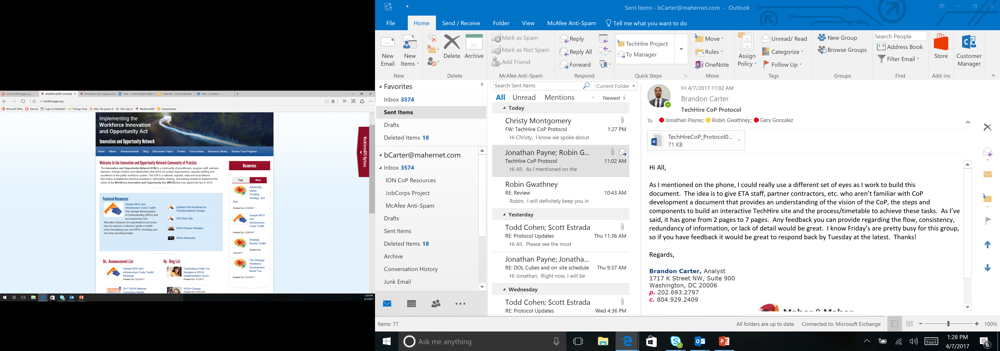 cms.workforcegps.org
WorkforceGPS: Innovati
Innovation and Opportunity
Mail - Carter.William.B@DC
Calendar - Event Calendar
Files - Dropbox
ion.workforcegps.org
Microsoft Office
Sitecore
Login to MyeFAACT
Pricing | Trivie
Bitly. The power of
DOL Sign In
WorkforceGPS
Autoschedule
Implementing the
Workforce Innovation
and Opportunity Act
Innovation and Opportunity Network
Home About Announcements Blog Discussion Topics Events Focus Areas Resource Library Assess Your Progress
WorkforceGPS Options
Welcome to the Innovation and Opportunity Network Community of Practice
The Innovation and Opportunity Network (ION) is a community of practitioners, program staff, partners,
planners, industry leaders and stakeholders that strive for system improvement, capacity building and
excellence in the public workforce system. The ION is a national, regional, state and local alliance
that makes available the technical assistance, information sharing, and training needed to implement the
vision of the Workforce Innovation and Opportunity Act (WIOA) that was signed into law in 2014.
Featured Resources
Sample MOU and
Infrastructure Costs Toolkit
This Sample Memorandum
of Understanding (MOU) and
accompanying Cost
Allocation Analyses for hypothetical local areas
may be used as a reference guide or toolkit
when developing your own MOU, including your
one-stop operating budge...
Updated ION Roadmap for
Transformational Change
ION Desk Aids
WIOA Partner Websites
WIOA Advisories
Resources
Top New
Advancing
Vision,
Creating
Strategy, and
Part...
Posted On: 3/28/2017
Sample MOU
and
Infrastructure
Costs Toolkit
Posted On: 3/28/2017
Strategic
Boards Toolkit
Posted On:
3/24/2017
The Strategic
Workforce
Development
Board Too...
Posted On: 3/23/2017
Announcement List
Sample MOU and
Infrastructure Costs Toolkit
Released
Posted On: 3/24/2017
CONTINUING
CONVERSATION
2017 WIOA National
Convening Update
Blog List
Continuing to Help You
Navigate to WIOA
Implementation Succe...
Posted On: 3/7/2017
WIOA=Change
Posted On: 8/18/2016
1:28 PM
4/7/2017
Sent Items - bCarter@mahernet.com - Outlook
File Home Send / Receive Folder View McAfee Anti-Spam Tell me what you want to do
New
Email
New
Items
New
Delete
Archive
Delete
Mark as Spam
Mark as Not Spam
Add Friend
McAfee Anti-Spam
Reply
Reply All
Forward
Respond
TechHire Project
To Manager
Quick Steps
Move
Rules
OneNote
Move
Assign
Policy
Unread/ Read
Categorize
Follow Up
Tags
New Group
Browse Groups
Groups
Search People
Address Book
Filter Email
Find
Store
Add-ins
Customer
Manager
Favorites
Inbox 3574
Sent Items
Drafts
Deleted Items 18
bCarter@mahernet.com
Inbox 3574
ION CoP Resources
JobCorps Project
McAfee Anti-Spam
Drafts
Sent Items
Deleted Items 18
Archive
Conversation History
Junk Email
Search Sent Items
Current Folder
All Unread Mentions Newest
Today
Christy Montgomery
FW: TechHire CoP Protocol 1:27 PM
Hi Christy, I know we spoke about
Jonathan Payne; Robin G...
TechHire CoP Protocol 11:02 AM
Hi All, As I mentioned on the
Robin Gwathney
RE: Review 10:43 AM
Robin, I will definitely keep you in
Yesterday
Todd Cohen; Scott Estrada
RE: Protocol Updates Thu 11:36 AM
Hi All, Please see the most
Jonathan Payne; Jonatha...
RE: DOL Cubes and on-site schedule Thu 9:37 AM
Hi Jonathan, Right now, I will be
Wednesday
Todd Cohen; Scott Estrada
RE: Protocol Updates Wed 4:36 PM
Fri 4/7/2017 11:02 AM
Brandon Carter
TechHire CoP Protocol
To Jonathan Payne; Robin Gwathney; Gary Gonzalez
TechHireCoP_Protocol0...
71 KB
Hi All,
As I mentioned on the phone, I could really use a different set of eyes as I work to build this
document. The idea is to give ETA staff, partner contractors, etc. who aren't familiar with CoP
development a document that provides an understanding of the vision of the CoP, the steps and
components to build an interactive TechHire site and the process/timetable to achieve these tasks. As I've
said, it has gone from 2 pages to 7 pages. Any feedback you can provide regarding the flow, consistency,
redundancy of information, or lack of detail would be great. I know Friday's are pretty busy for this group,
so if you have feedback it would be great to respond back by Tuesday at the latest. Thanks!
Regards,
Brandon Carter, Analyst
1717 K Street NW, Suite 900
Washington, DC 20006
p. 202.693.2797
c. 804.929.2409
Maher & Maher
Items: 77
All folders are up to date. Connected to: Microsoft Exchange
100%
Ask me anything
1:28 PM
4/7/2017
6